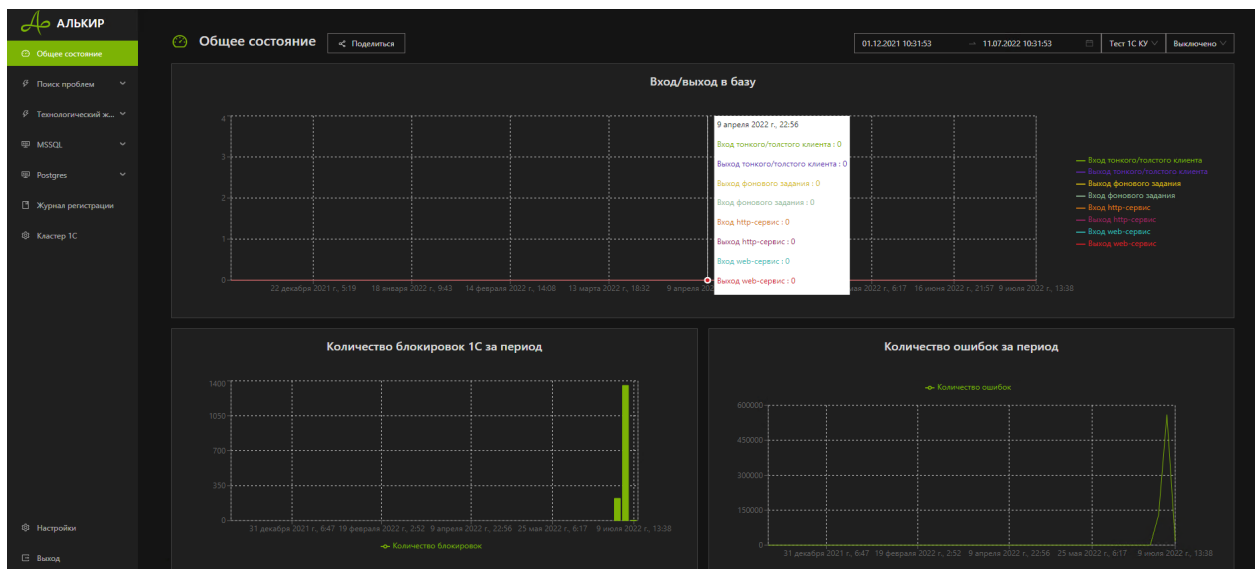 АЛЬКИР
Общее состояние
Поиск проблем
Технологический ж...
MSSQL
Postgres
Журнал регистрации
Кластер 1С
Настройки
Выход
Общее состояние
Поделиться
01.12.2021 10:31:53 → 11.07.2022 10:31:53
Тест 1С КУ
Выключено
Вход/выход в базу
4
3
2
1
0
22 декабря 2021 г., 5:19 18 января 2022 г., 9:43 14 февраля 2022 г., 14:08 13 марта 2022 г., 18:32 9 апреля 202 мая 2022 г., 6:17 16 июня 2022 г., 21:57 9 июля 2022 г., 13:38
9 апреля 2022 г., 22:56
Вход тонкого/толстого клиента : 0
Выход тонкого/толстого клиента : 0
Выход фонового задания : 0
Вход фонового задания : 0
Вход http-сервис : 0
Выход http-сервис : 0
Вход web-сервис : 0
Выход web-сервис : 0
Вход тонкого/толстого клиента
Выход тонкого/толстого клиента
Выход фонового задания
Вход фонового задания
Вход http-сервис
Выход http-сервис
Вход web-сервис
Выход web-сервис
Количество блокировок 1С за период
1400
1050
700
350
0
31 декабря 2021 г., 6:47 19 февраля 2022 г., 2:52 9 апреля 2022 г., 22:56 25 мая 2022 г., 6:17 9 июля 2022 г., 13:38
Количество блокировок
Количество ошибок за период
Количество ошибок
600000
450000
300000
150000
0
31 декабря 2021 г., 6:47 19 февраля 2022 г., 2:52 9 апреля 2022 г., 22:56 25 мая 2022 г., 6:17 9 июля 2022 г., 13:38